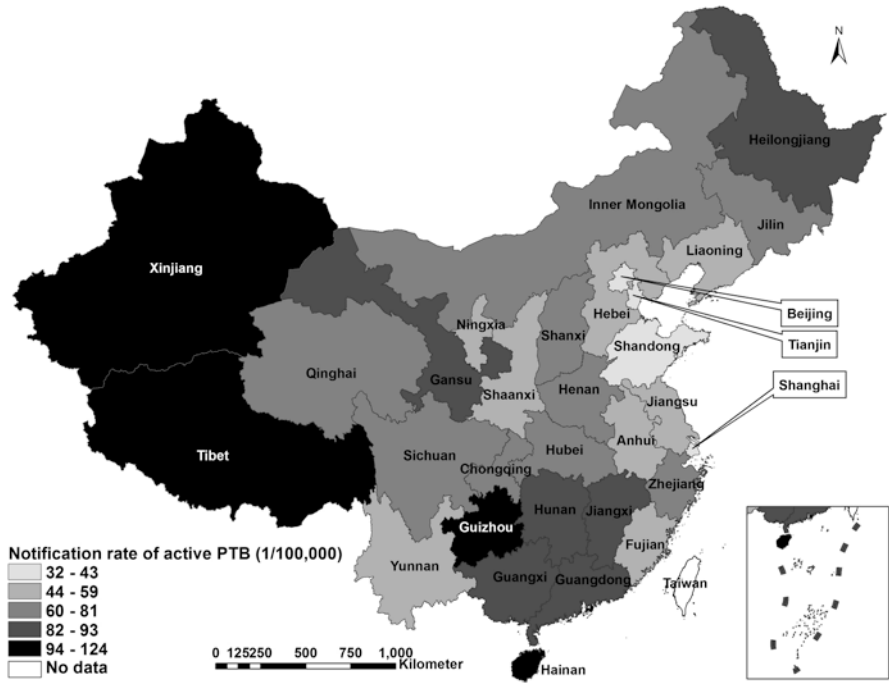 N
Heilongjiang
Inner Mongolia
Jilin
Xinjiang
Liaoning
Beijing
Hebei
Ningxia
Tianjin
Shanxi
Shandong
Qinghai
Gansu
Shanghai
Henan
Shaanxi
Jiangsu
Anhui
Tibet
Sichuan
Hubei
Chongqing
Zhejiang
Hunan
Jiangxi
Guizhou
Fujian
Yunnan
Guangxi
Guangdong
Taiwan
Hainan
Notification rate of active PTB (1/100,000)
32 - 43
44 - 59
60 - 81
82 - 93
94 - 124
No data
0 125250 500 750 1,000
Kilometer